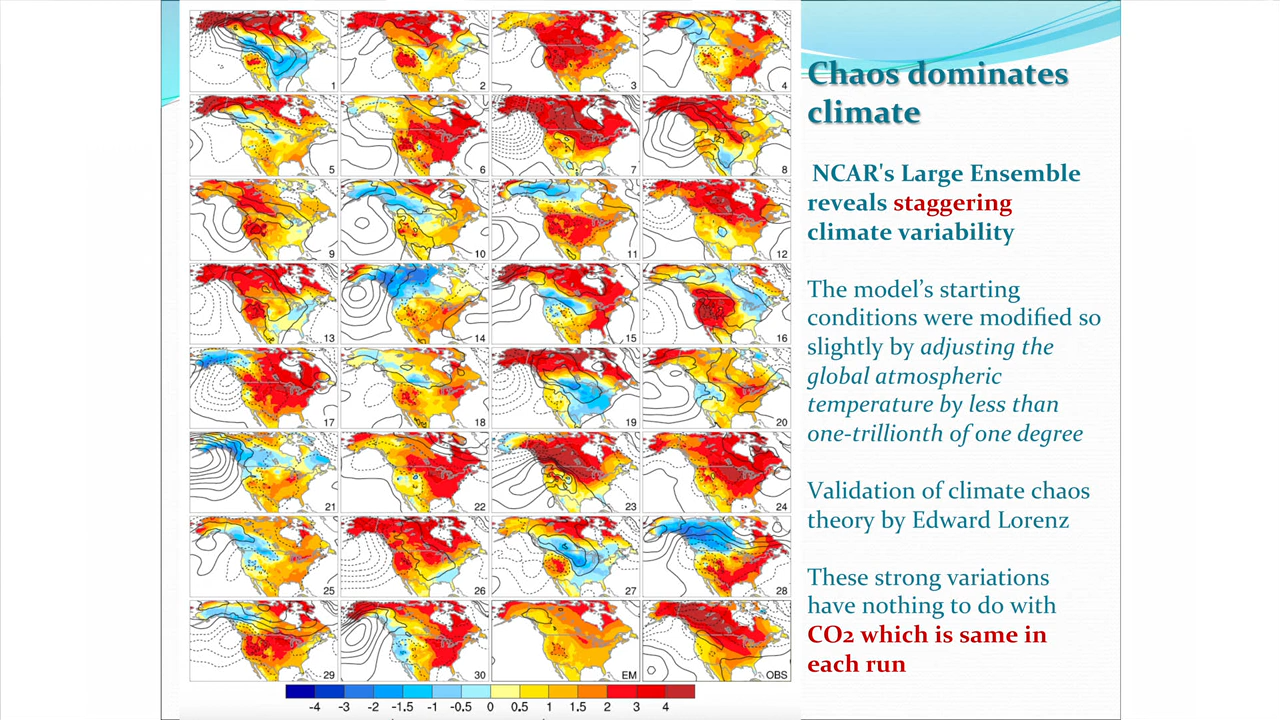 1 2 3 4
5 6 7 8
9 10 11 12
13 14 15 16
17 18 19 20
21 22 23 24
25 26 27 28
29 30 EM OBS
-4 -3 -2 -1.5 -1 -0.5 0 0.5 1 1.5 2 3 4
Chaos dominates
climate
NCAR's Large Ensemble
reveals staggering
climate variability
The model’s starting
conditions were modified so
slightly by adjusting the
global atmospheric
temperature by less than
one-trillionth of one degree
Validation of climate chaos
theory by Edward Lorenz
These strong variations
have nothing to do with
CO2 which is same in
each run